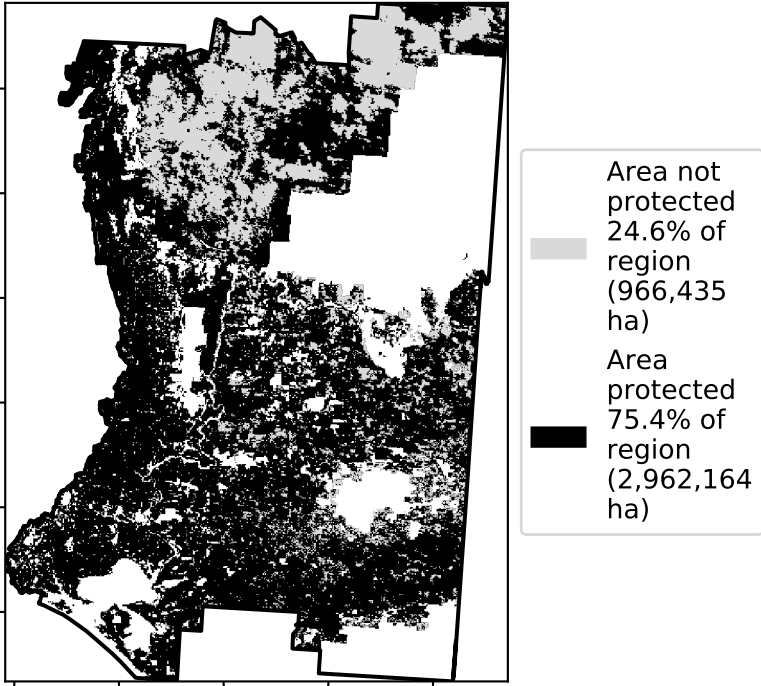 Area not
protected
24.6% of
region
(966,435
ha)
Area
protected
75.4% of
region
(2,962,164
ha)